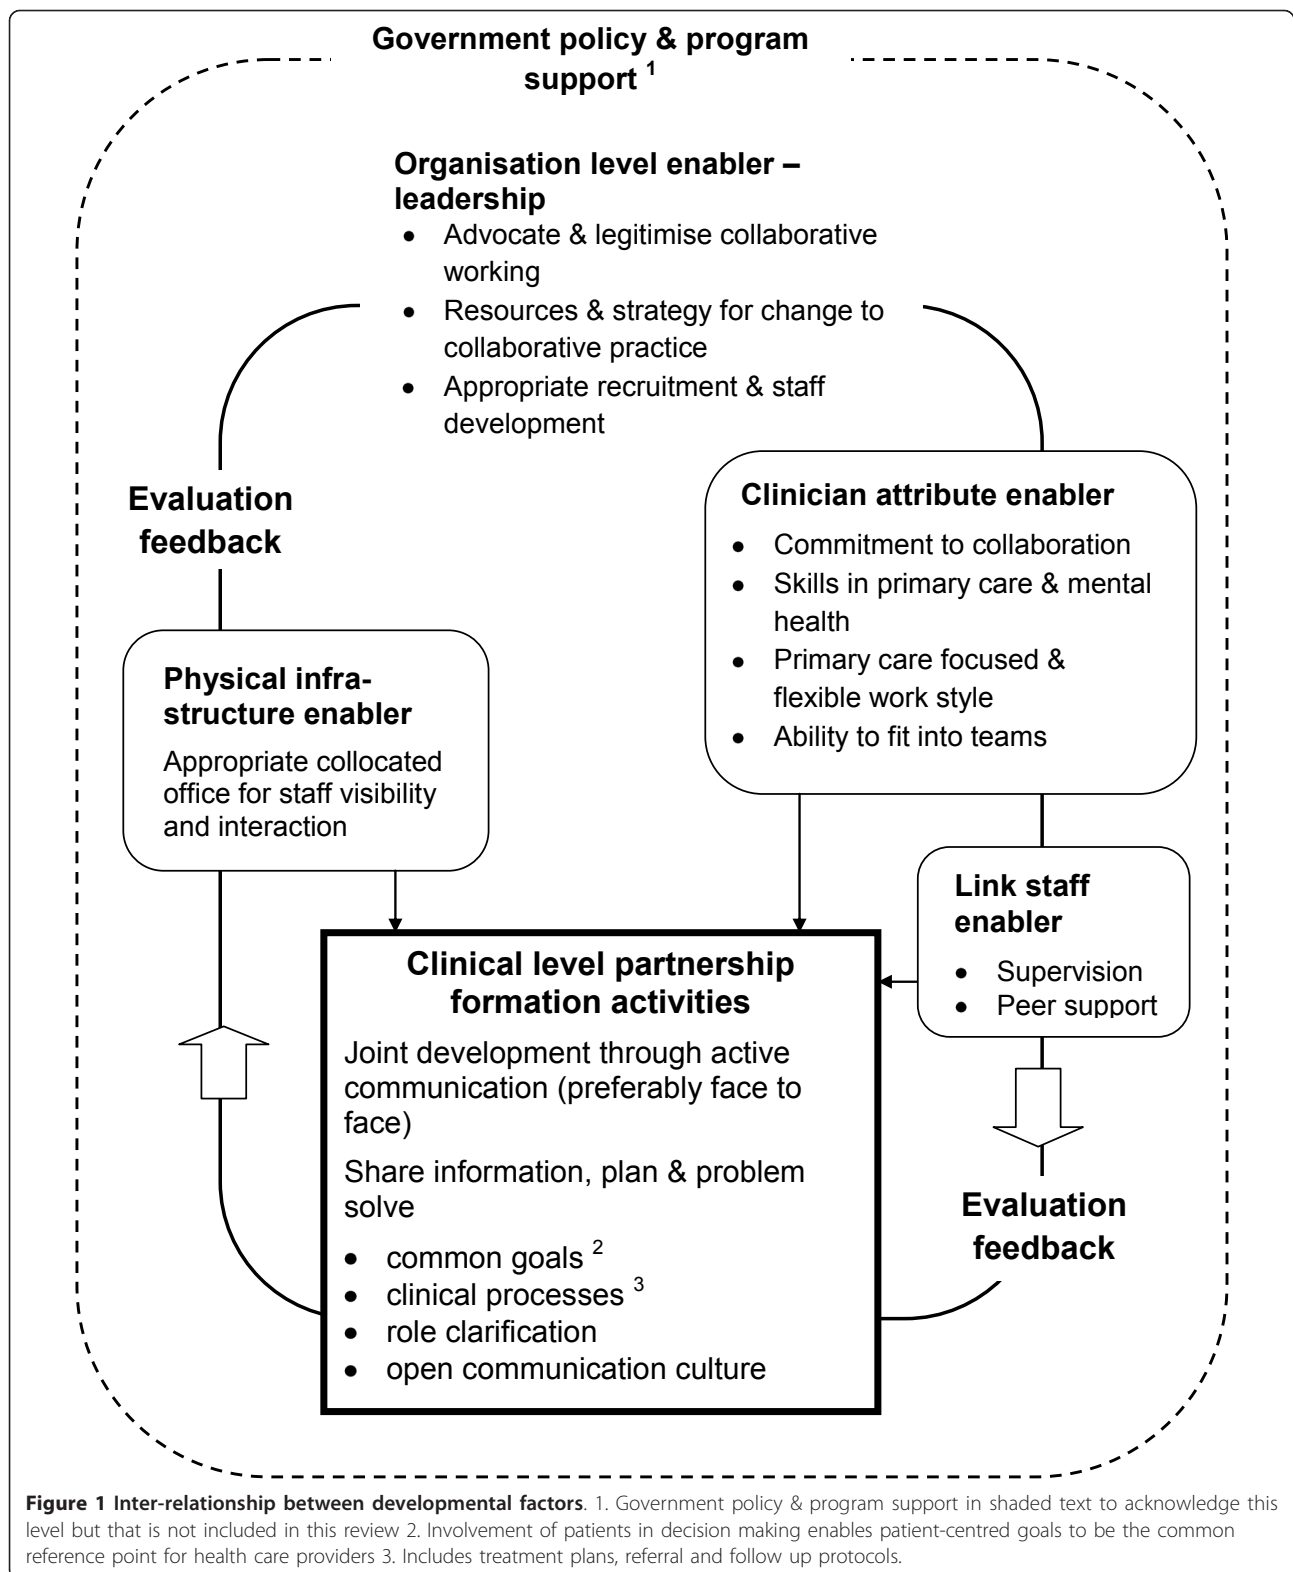 Government policy & program
support 1
Organisation level enabler –
leadership
• Advocate & legitimise collaborative
working
• Resources & strategy for change to
collaborative practice
• Appropriate recruitment & staff
development
Evaluation
feedback
Clinician attribute enabler
• Commitment to collaboration
• Skills in primary care & mental
health
• Primary care focused &
flexible work style
• Ability to fit into teams
Physical infra-
structure enabler
Appropriate collocated
office for staff visibility
and interaction
Link staff
enabler
• Supervision
• Peer support
Clinical level partnership
formation activities
Joint development through active
communication (preferably face to
face)
Share information, plan & problem
solve
• common goals 2
• clinical processes 3
• role clarification
• open communication culture
Evaluation
feedback
Figure 1 Inter-relationship between developmental factors. 1. Government policy & program support in shaded text to acknowledge this
level but that is not included in this review 2. Involvement of patients in decision making enables patient-centred goals to be the common
reference point for health care providers 3. Includes treatment plans, referral and follow up protocols.